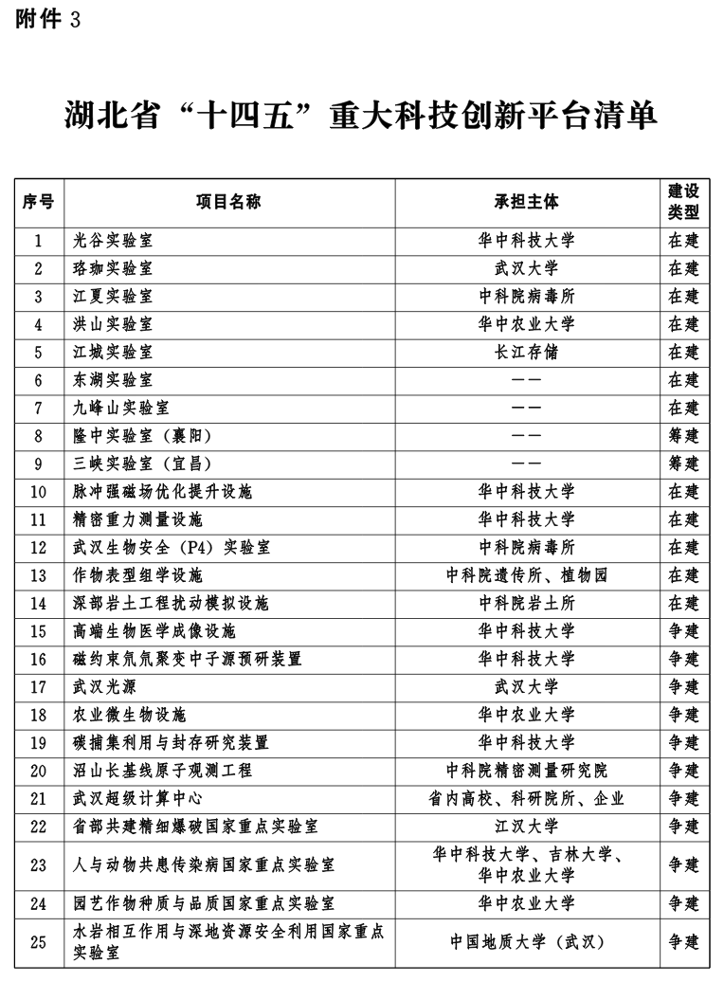 附件 3
湖北省“十四五”重大科技创新平台清单
序号 项目名称 承担主体 建设类型
1 光谷实验室 华中科技大学 在建
2 珞珈实验室 武汉大学 在建
3 江夏实验室 中科院病毒所 在建
4 洪山实验室 华中农业大学 在建
5 江城实验室 长江存储 在建
6 东湖实验室 —— 在建
7 九峰山实验室 —— 在建
8 隆中实验室（襄阳） —— 筹建
9 三峡实验室（宜昌） —— 筹建
10 脉冲强磁场优化提升设施 华中科技大学 在建
11 精密重力测量设施 华中科技大学 在建
12 武汉生物安全（P4）实验室 中科院病毒所 在建
13 作物表型组学设施 中科院遗传所、植物园 在建
14 深部岩土工程扰动模拟设施 中科院岩土所 在建
15 高端生物医学成像设施 华中科技大学 争建
16 磁约束氘氘聚变中子源预研装置 华中科技大学 争建
17 武汉光源 武汉大学 争建
18 农业微生物设施 华中农业大学 争建
19 碳捕集利用与封存研究装置 华中科技大学 争建
20 沼山长基线原子观测工程 中科院精密测量研究院 争建
21 武汉超级计算中心 省内高校、科研院所、企业 争建
22 省部共建精细爆破国家重点实验室 江汉大学 争建
23 人与动物共患传染病国家重点实验室 华中科技大学、吉林大学、
华中农业大学 争建
24 园艺作物种质与品质国家重点实验室 华中农业大学 争建
25 水岩相互作用与深地资源安全利用国家重点
实验室 中国地质大学（武汉） 争建